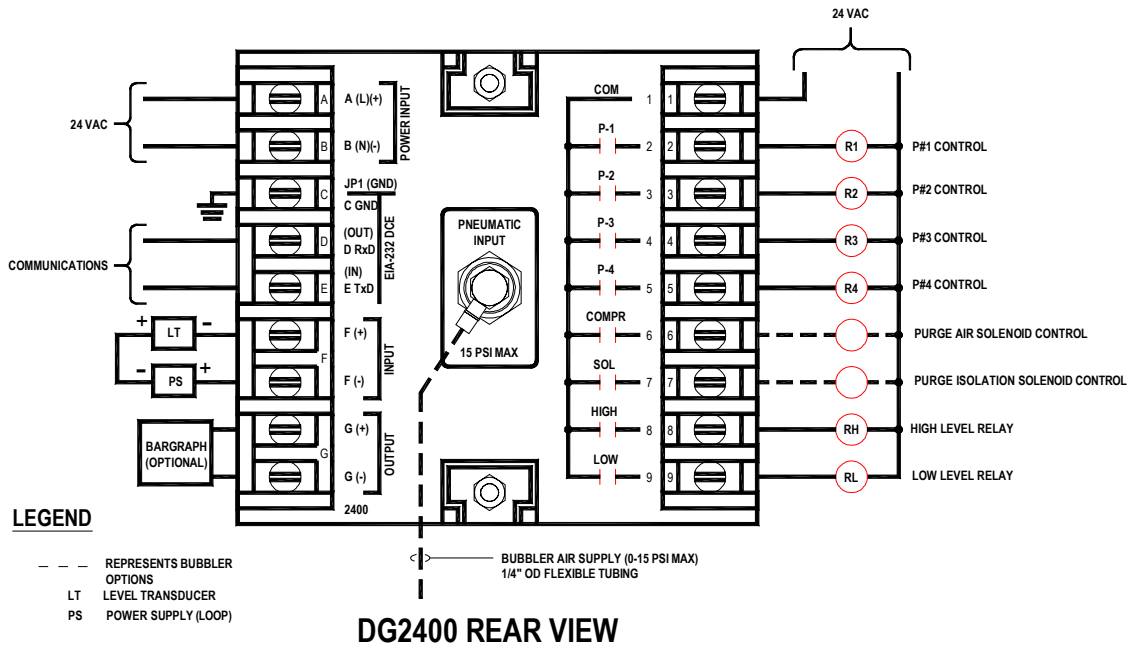 24 VAC
24 VAC
A
A (L)(+)
B
B (N)(-)
POWER INPUT
C
JP1 (GND)
C GND
COMMUNICATIONS
D
(OUT)
D RxD
E
(IN)
E TxD
EIA-232 DCE
+ LT -
- PS +
F
F (+)
F (-)
INPUT
BARGRAPH
(OPTIONAL)
G
G (+)
G (-)
OUTPUT
2400
PNEUMATIC
INPUT
15 PSI MAX
COM 1 1
P-1 2 2 R1 P#1 CONTROL
P-2 3 3 R2 P#2 CONTROL
P-3 4 4 R3 P#3 CONTROL
P-4 5 5 R4 P#4 CONTROL
COMPR 6 6 PURGE AIR SOLENOID CONTROL
SOL 7 7 PURGE ISOLATION SOLENOID CONTROL
HIGH 8 8 RH HIGH LEVEL RELAY
LOW 9 9 RL LOW LEVEL RELAY
LEGEND
REPRESENTS BUBBLER
OPTIONS
LT LEVEL TRANSDUCER
PS POWER SUPPLY (LOOP)
BUBBLER AIR SUPPLY (0-15 PSI MAX)
1/4" OD FLEXIBLE TUBING
DG2400 REAR VIEW